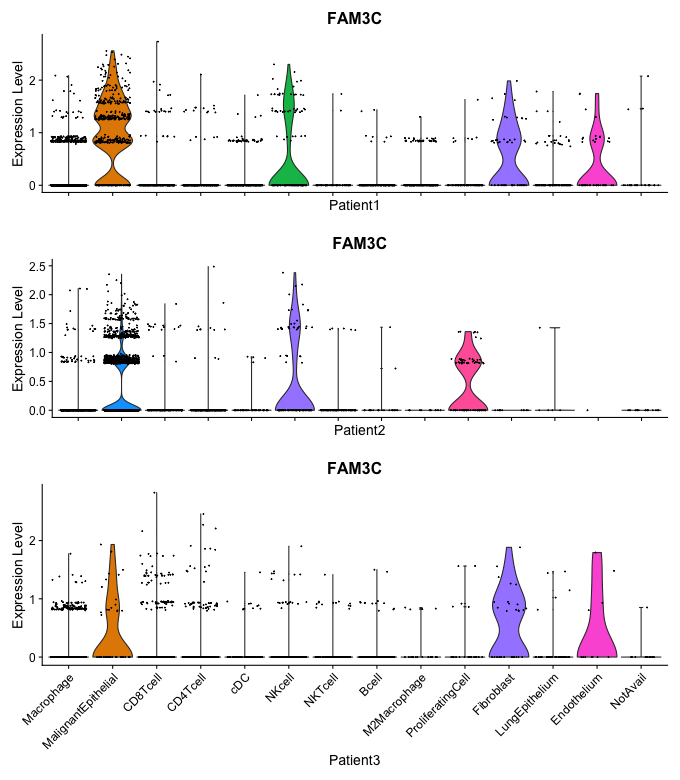 FAM3C
Expression Level
2
1
0
Patient1
FAM3C
Expression Level
2.5
2.0
1.5
1.0
0.5
0.0
Patient2
FAM3C
Expression Level
2
1
0
Macrophage
MalignantEpithelial
CD8Tcell
CD4Tcell
cDC
NKcell
NKTcell
Bcell
M2Macrophage
ProliferatingCell
Fibroblast
LungEpithelium
Endothelium
NotAvail
Patient3